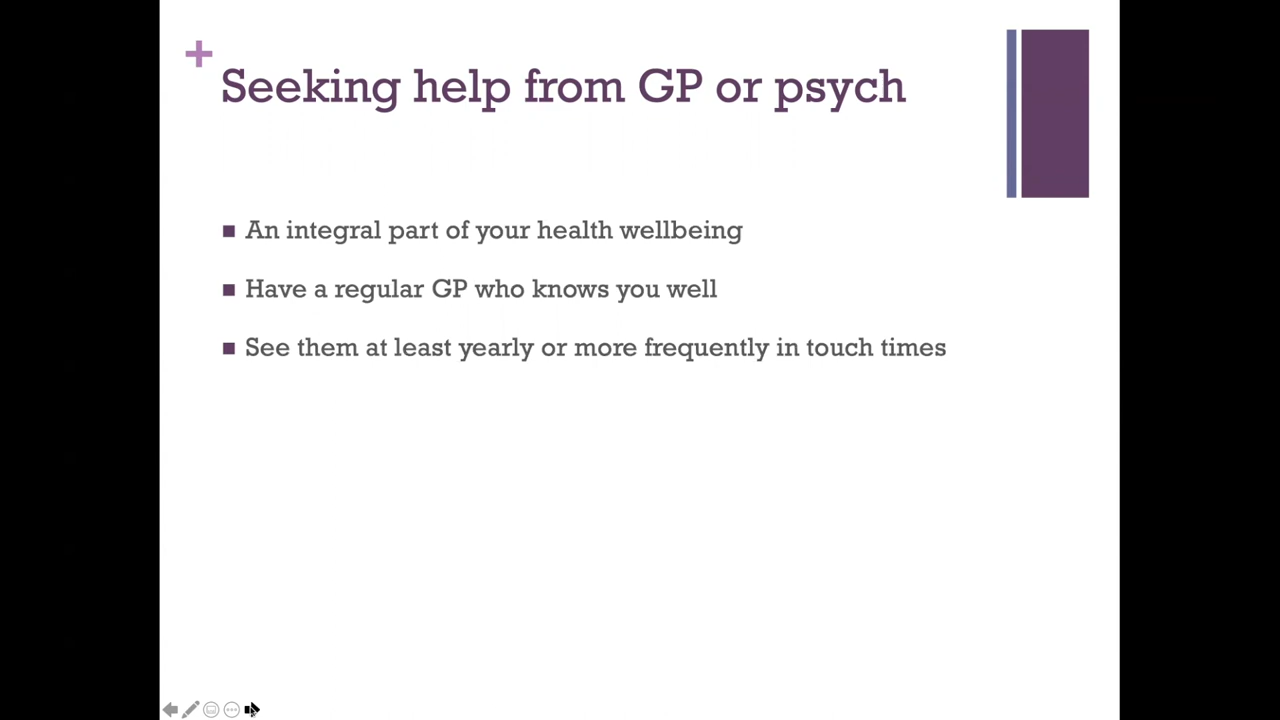 +
Seeking help from GP or psych
An integral part of your health wellbeing
Have a regular GP who knows you well
See them at least yearly or more frequently in touch times